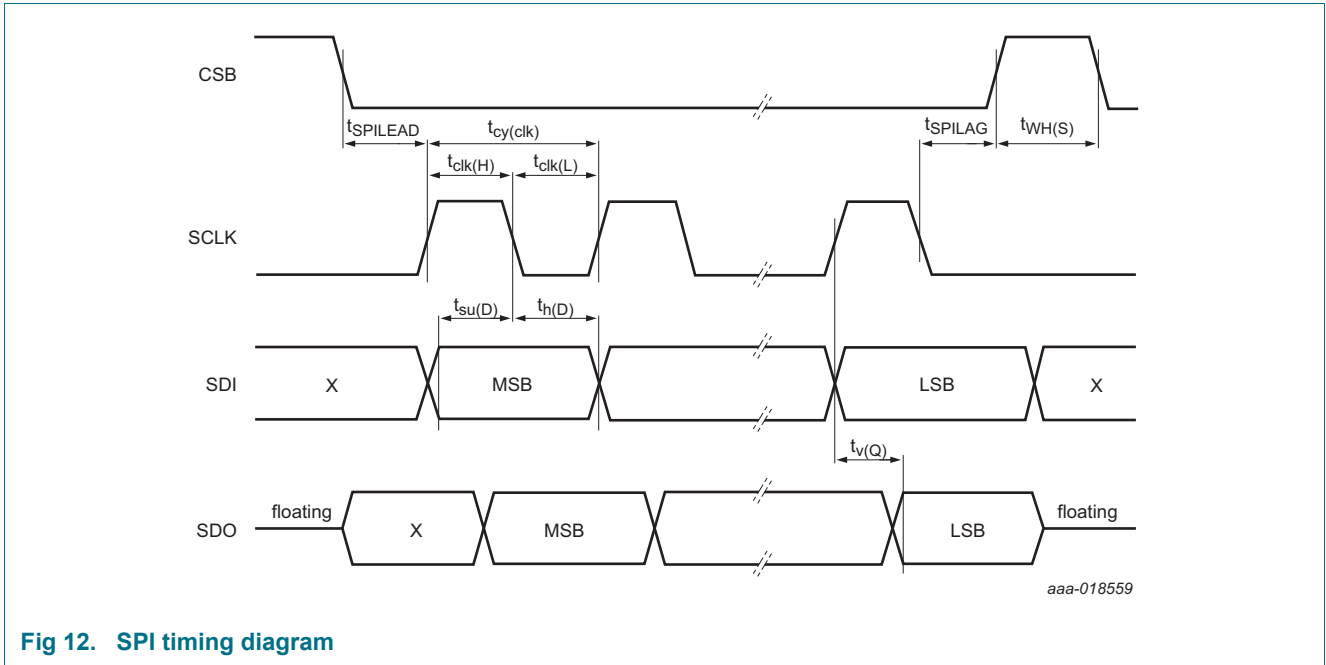 CSB
tSPILEAD
tcy(clk)
tSPILAG
tWH(S)
tclk(H)
tclk(L)
SCLK
tsu(D)
th(D)
SDI
X
MSB
LSB
X
tv(Q)
SDO
floating
X
MSB
LSB
floating
aaa-018559
Fig 12. SPI timing diagram